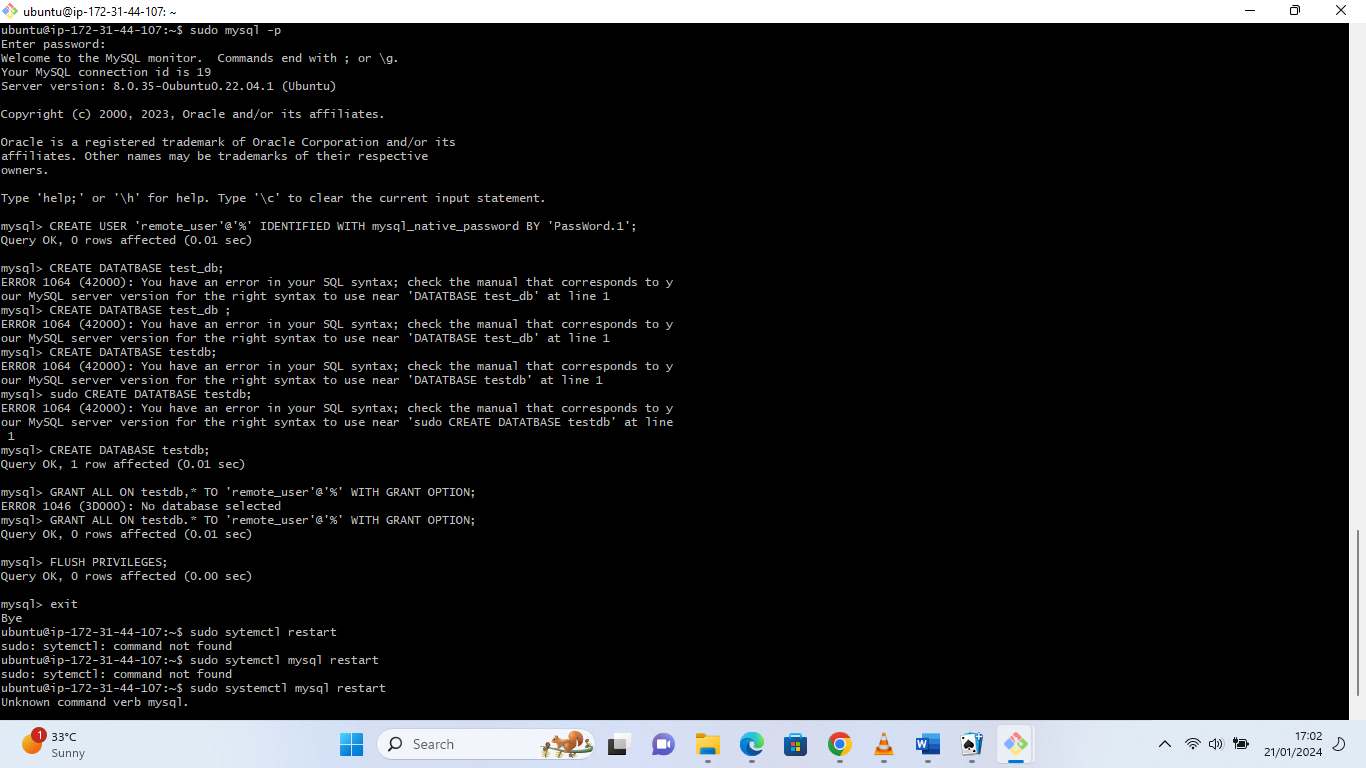 ubuntu@ip-172-31-44-107: ~
ubuntu@ip-172-31-44-107:~$ sudo mysql -p
Enter password:
Welcome to the MySQL monitor.  Commands end with ; or \g.
Your MySQL connection id is 19
Server version: 8.0.35-0ubuntu0.22.04.1 (Ubuntu)
Copyright (c) 2000, 2023, Oracle and/or its affiliates.
Oracle is a registered trademark of Oracle Corporation and/or its
affiliates. Other names may be trademarks of their respective
owners.
Type 'help;' or '\h' for help. Type '\c' to clear the current input statement.
mysql> CREATE USER 'remote_user'@'%' IDENTIFIED WITH mysql_native_password BY 'PassWord.1';
Query OK, 0 rows affected (0.01 sec)
mysql> CREATE DATATBASE test_db;
ERROR 1064 (42000): You have an error in your SQL syntax; check the manual that corresponds to y
our MySQL server version for the right syntax to use near 'DATATBASE test_db' at line 1
mysql> CREATE DATATBASE test_db ;
ERROR 1064 (42000): You have an error in your SQL syntax; check the manual that corresponds to y
our MySQL server version for the right syntax to use near 'DATATBASE test_db' at line 1
mysql> CREATE DATATBASE testdb;
ERROR 1064 (42000): You have an error in your SQL syntax; check the manual that corresponds to y
our MySQL server version for the right syntax to use near 'DATATBASE testdb' at line 1
mysql> sudo CREATE DATATBASE testdb;
ERROR 1064 (42000): You have an error in your SQL syntax; check the manual that corresponds to y
our MySQL server version for the right syntax to use near 'sudo CREATE DATATBASE testdb' at line
 1
mysql> CREATE DATABASE testdb;
Query OK, 1 row affected (0.01 sec)
mysql> GRANT ALL ON testdb,* TO 'remote_user'@'%' WITH GRANT OPTION;
ERROR 1046 (3D000): No database selected
mysql> GRANT ALL ON testdb.* TO 'remote_user'@'%' WITH GRANT OPTION;
Query OK, 0 rows affected (0.01 sec)
mysql> FLUSH PRIVILEGES;
Query OK, 0 rows affected (0.00 sec)
mysql> exit
Bye
ubuntu@ip-172-31-44-107:~$ sudo sytemctl restart
sudo: sytemctl: command not found
ubuntu@ip-172-31-44-107:~$ sudo sytemctl mysql restart
sudo: sytemctl: command not found
ubuntu@ip-172-31-44-107:~$ sudo systemctl mysql restart
Unknown command verb mysql.
1
33°C
Sunny
Search
W
17:02
21/01/2024